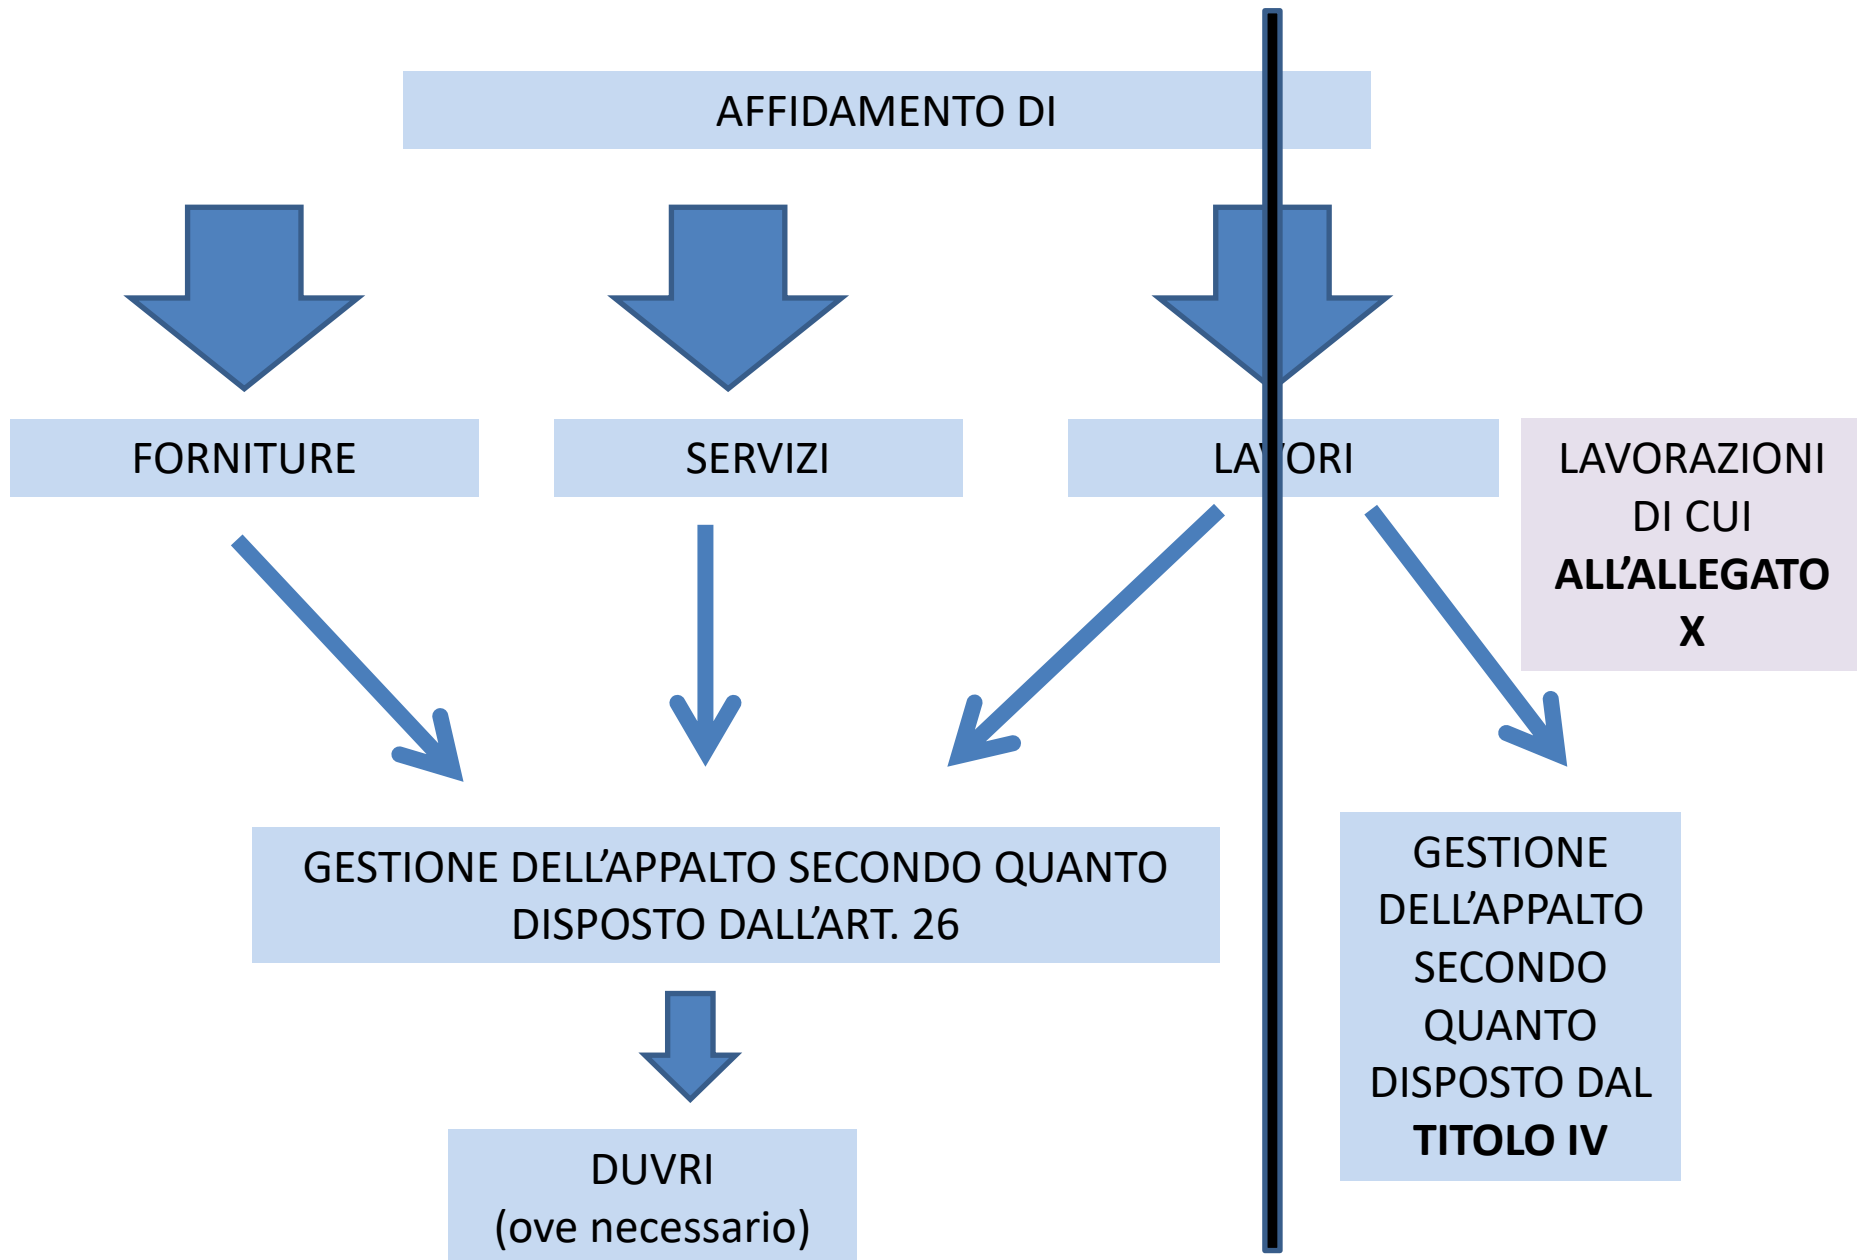 AFFIDAMENTO DI
FORNITURE
SERVIZI
LAVORI
LAVORAZIONI
DI CUI
ALL’ALLEGATO
X
GESTIONE DELL’APPALTO SECONDO QUANTO
DISPOSTO DALL’ART. 26
GESTIONE
DELL’APPALTO
SECONDO
QUANTO
DISPOSTO DAL
TITOLO IV
DUVRI
(ove necessario)